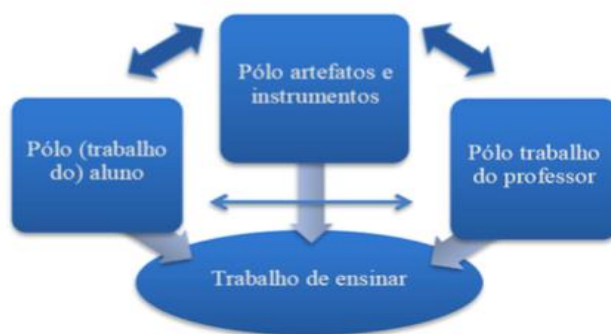 Pólo artefatos e
instrumentos
Pólo (trabalho
do) aluno
Pólo trabalho
do professor
Trabalho de ensinar